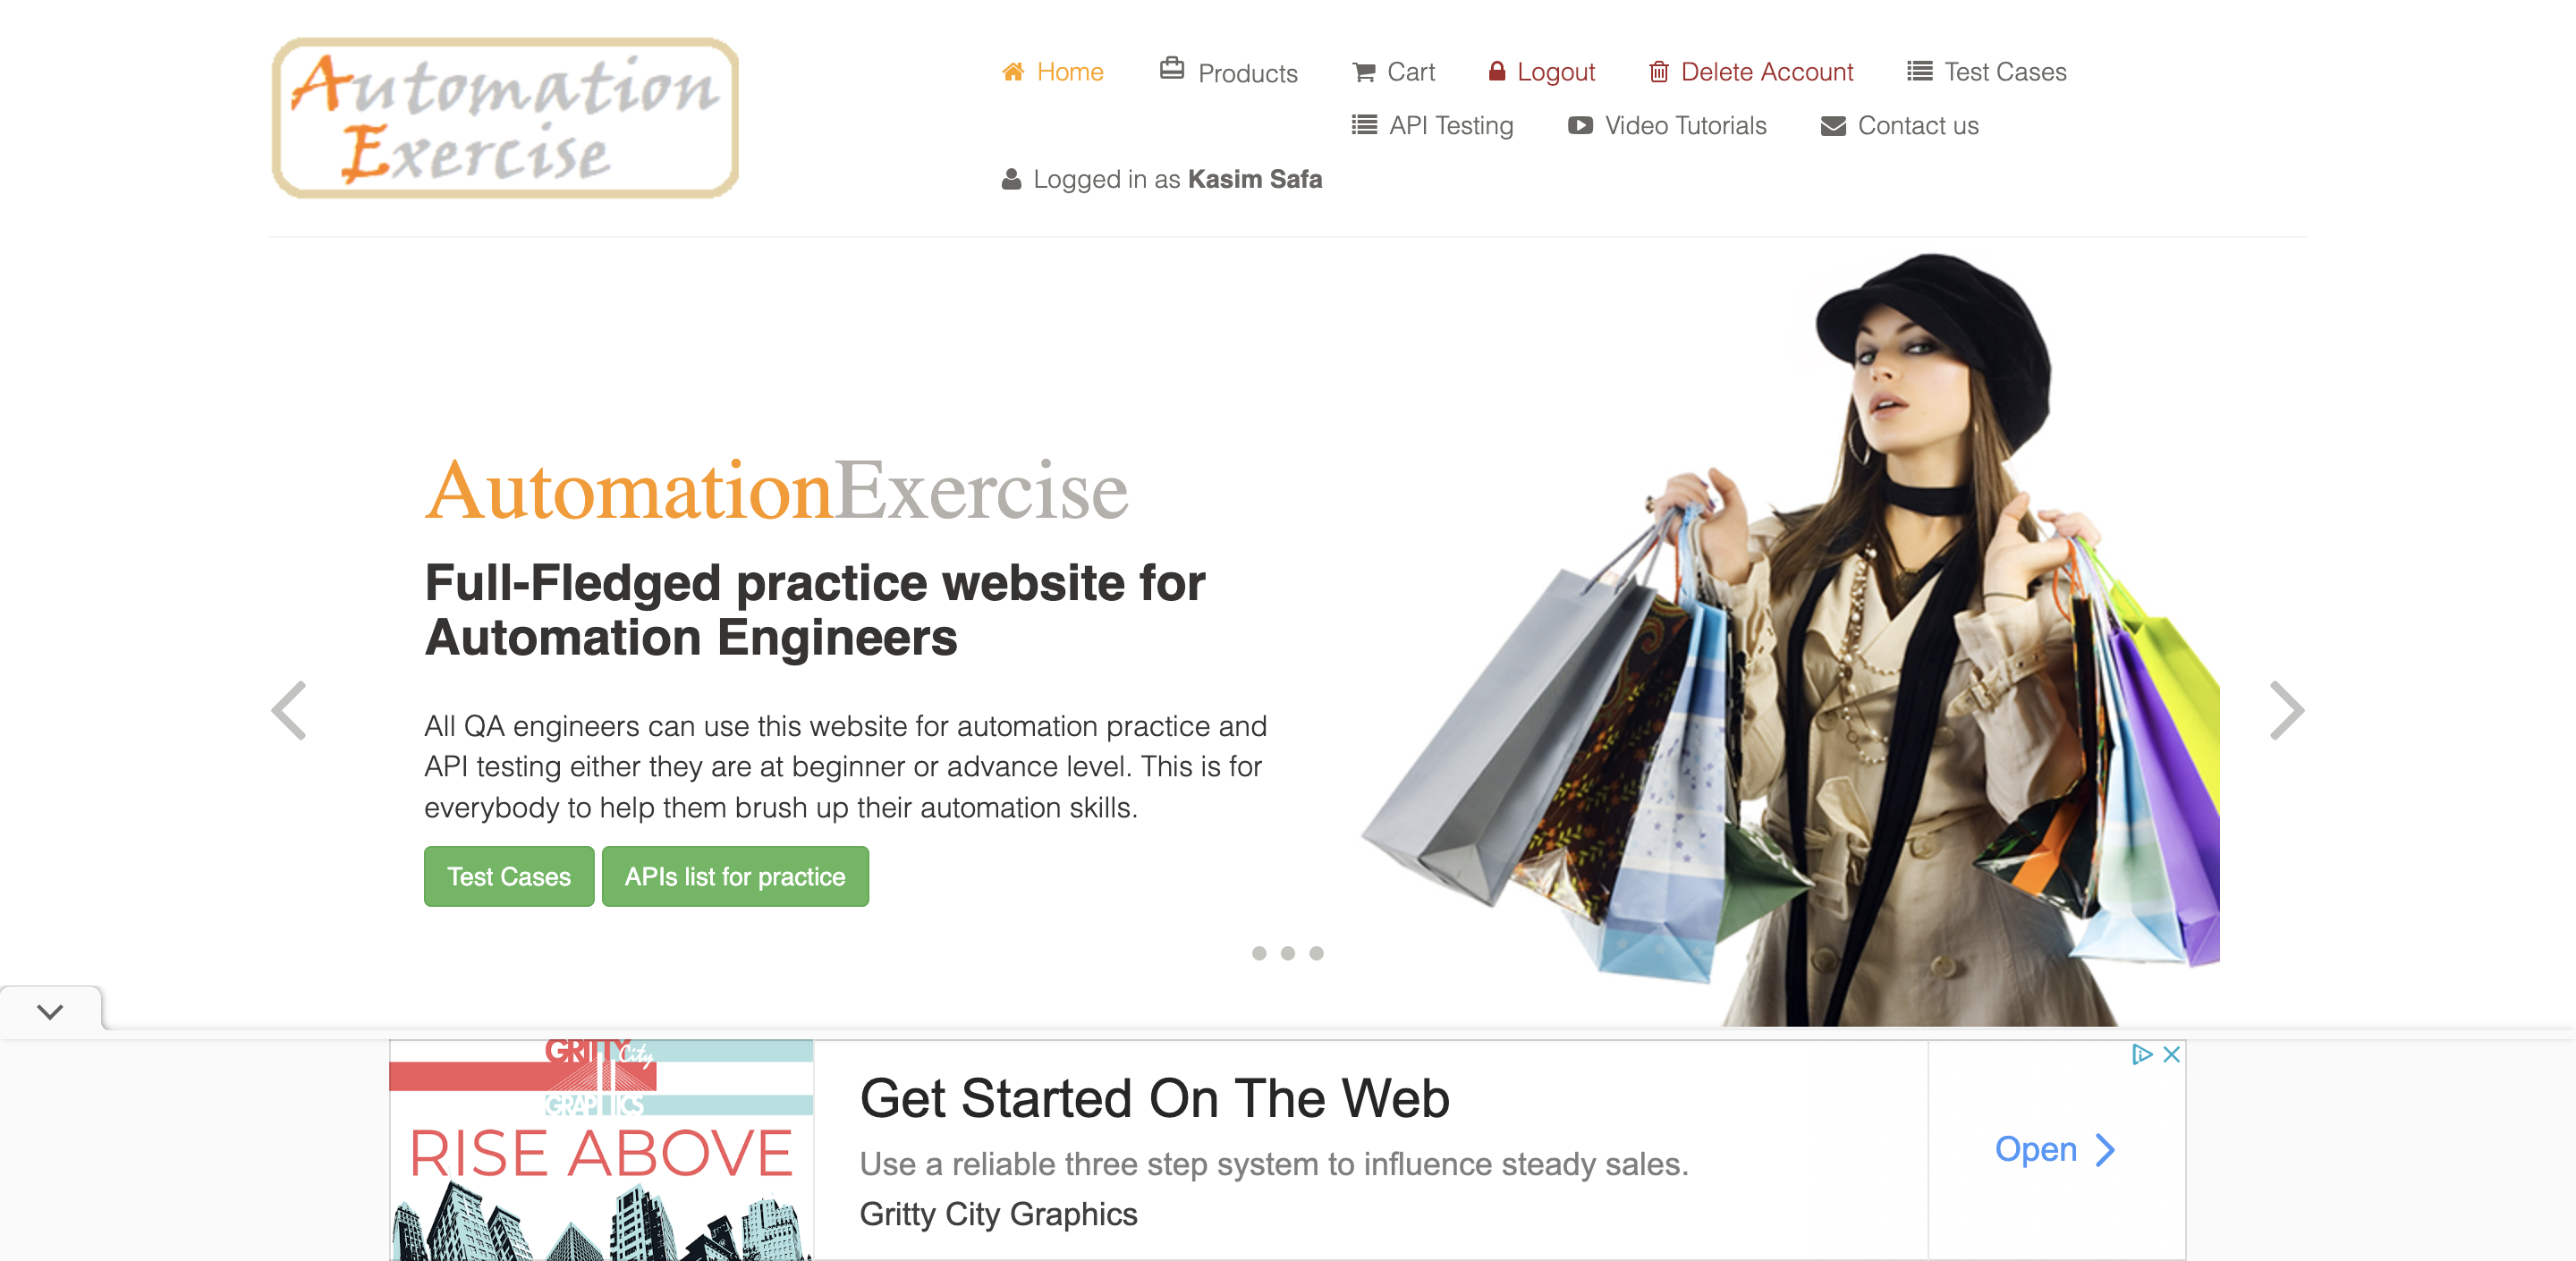 Automation
Exercise
Home Products Cart Logout Delete Account Test Cases
API Testing Video Tutorials Contact us
Logged in as Kasim Safa
AutomationExercise
Full-Fledged practice website for
Automation Engineers
All QA engineers can use this website for automation practice and
API testing either they are at beginner or advance level. This is for
everybody to help them brush up their automation skills.
Test Cases APIs list for practice
GRITTY City
GRAPHICS
RISE ABOVE
Get Started On The Web
Use a reliable three step system to influence steady sales.
Gritty City Graphics
Open